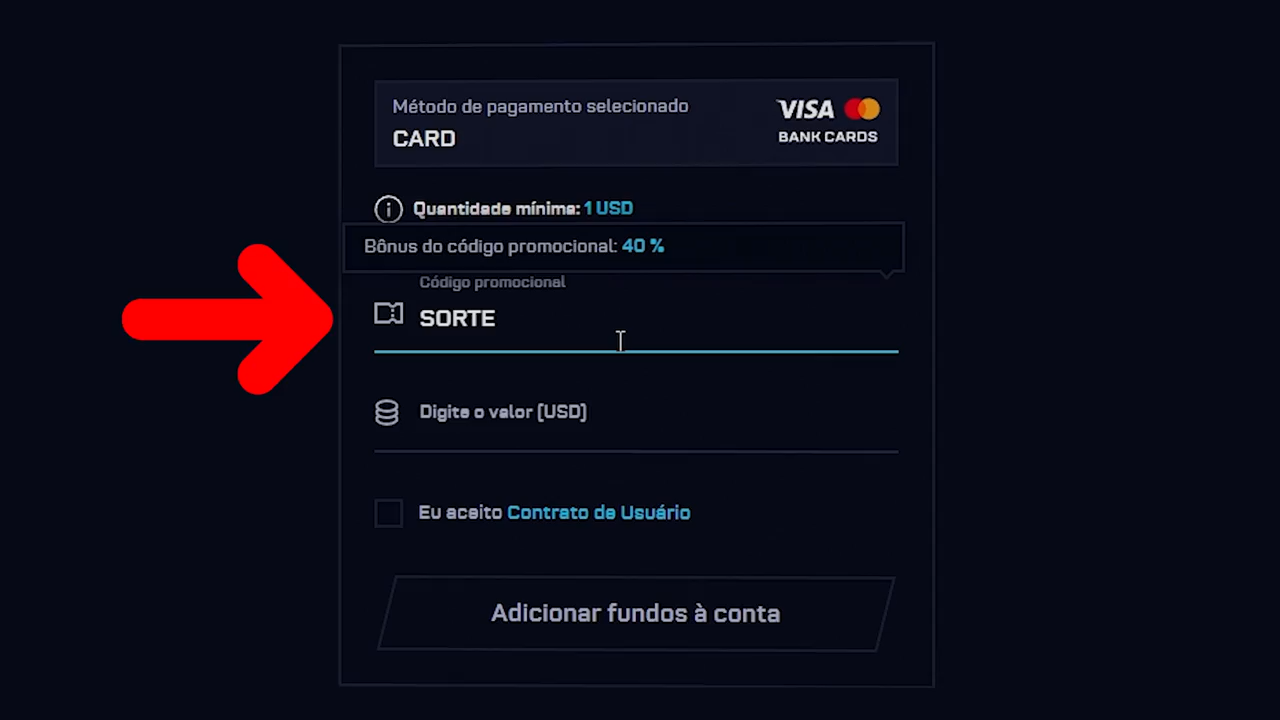 Método de pagamento selecionado
CARD
VISA
BANK CARDS
Quantidade mínima: 1 USD
Bônus do código promocional: 40 %
Código promocional
SORTE
Digite o valor [USD]
Eu aceito Contrato de Usuário
Adicionar fundos à conta